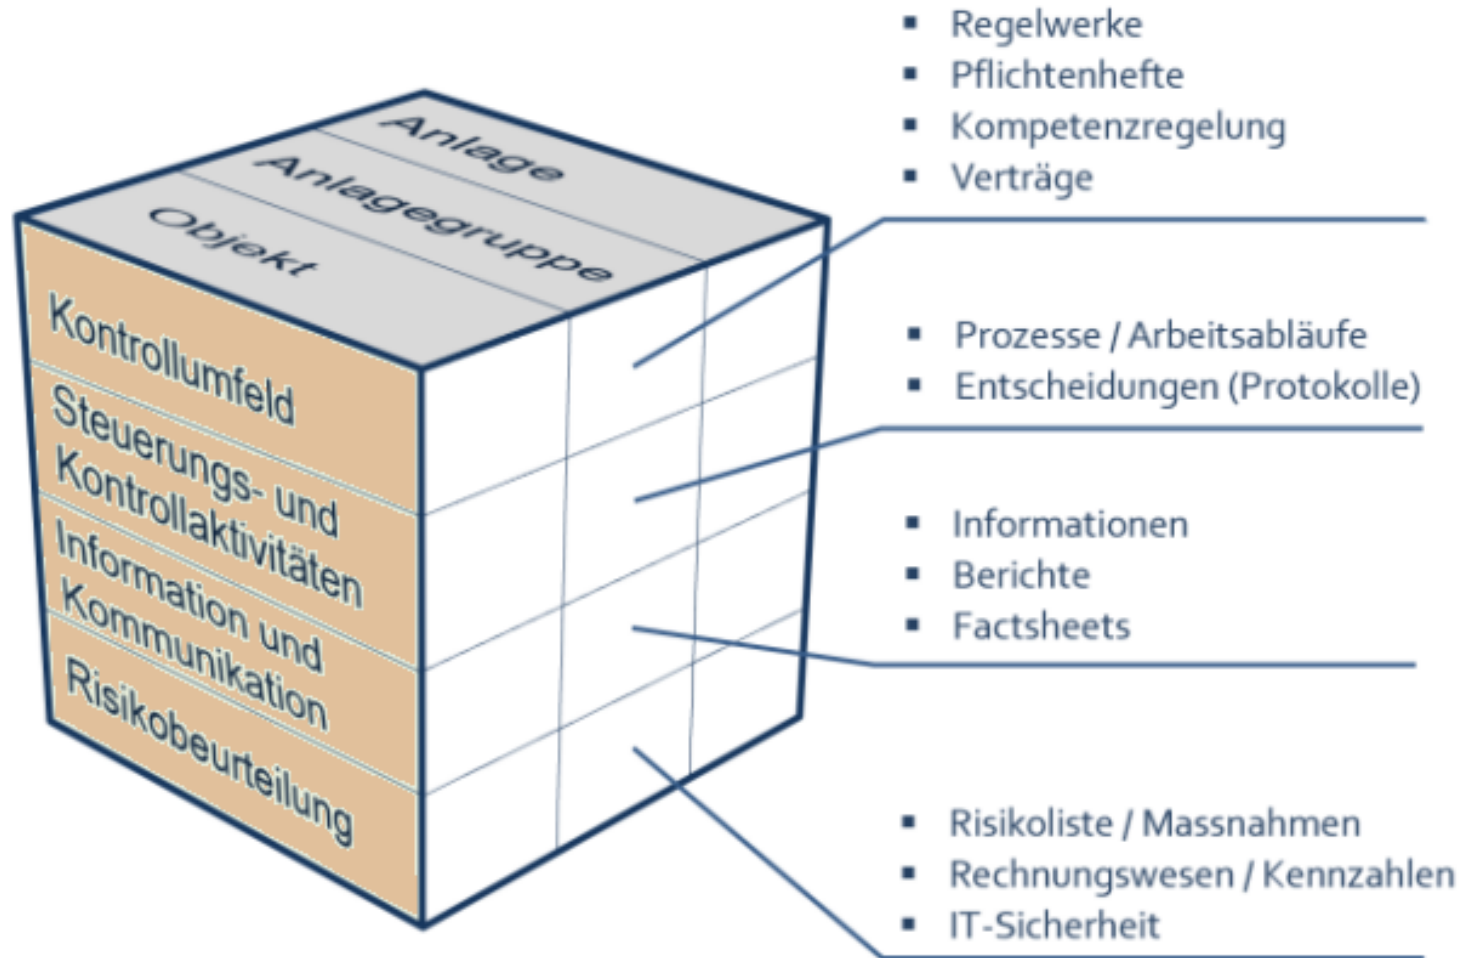 Anlage
Anlagegruppe
Objekt
Kontrollumfeld
Steuerungs- und
Kontrollaktivitäten
Information und
Kommunikation
Risikobeurteilung
▪ Regelwerke
▪ Pflichtenhefte
▪ Kompetenzregelung
▪ Verträge
▪ Prozesse / Arbeitsabläufe
▪ Entscheidungen (Protokolle)
▪ Informationen
▪ Berichte
▪ Factsheets
▪ Risikoliste / Massnahmen
▪ Rechnungswesen / Kennzahlen
▪ IT-Sicherheit